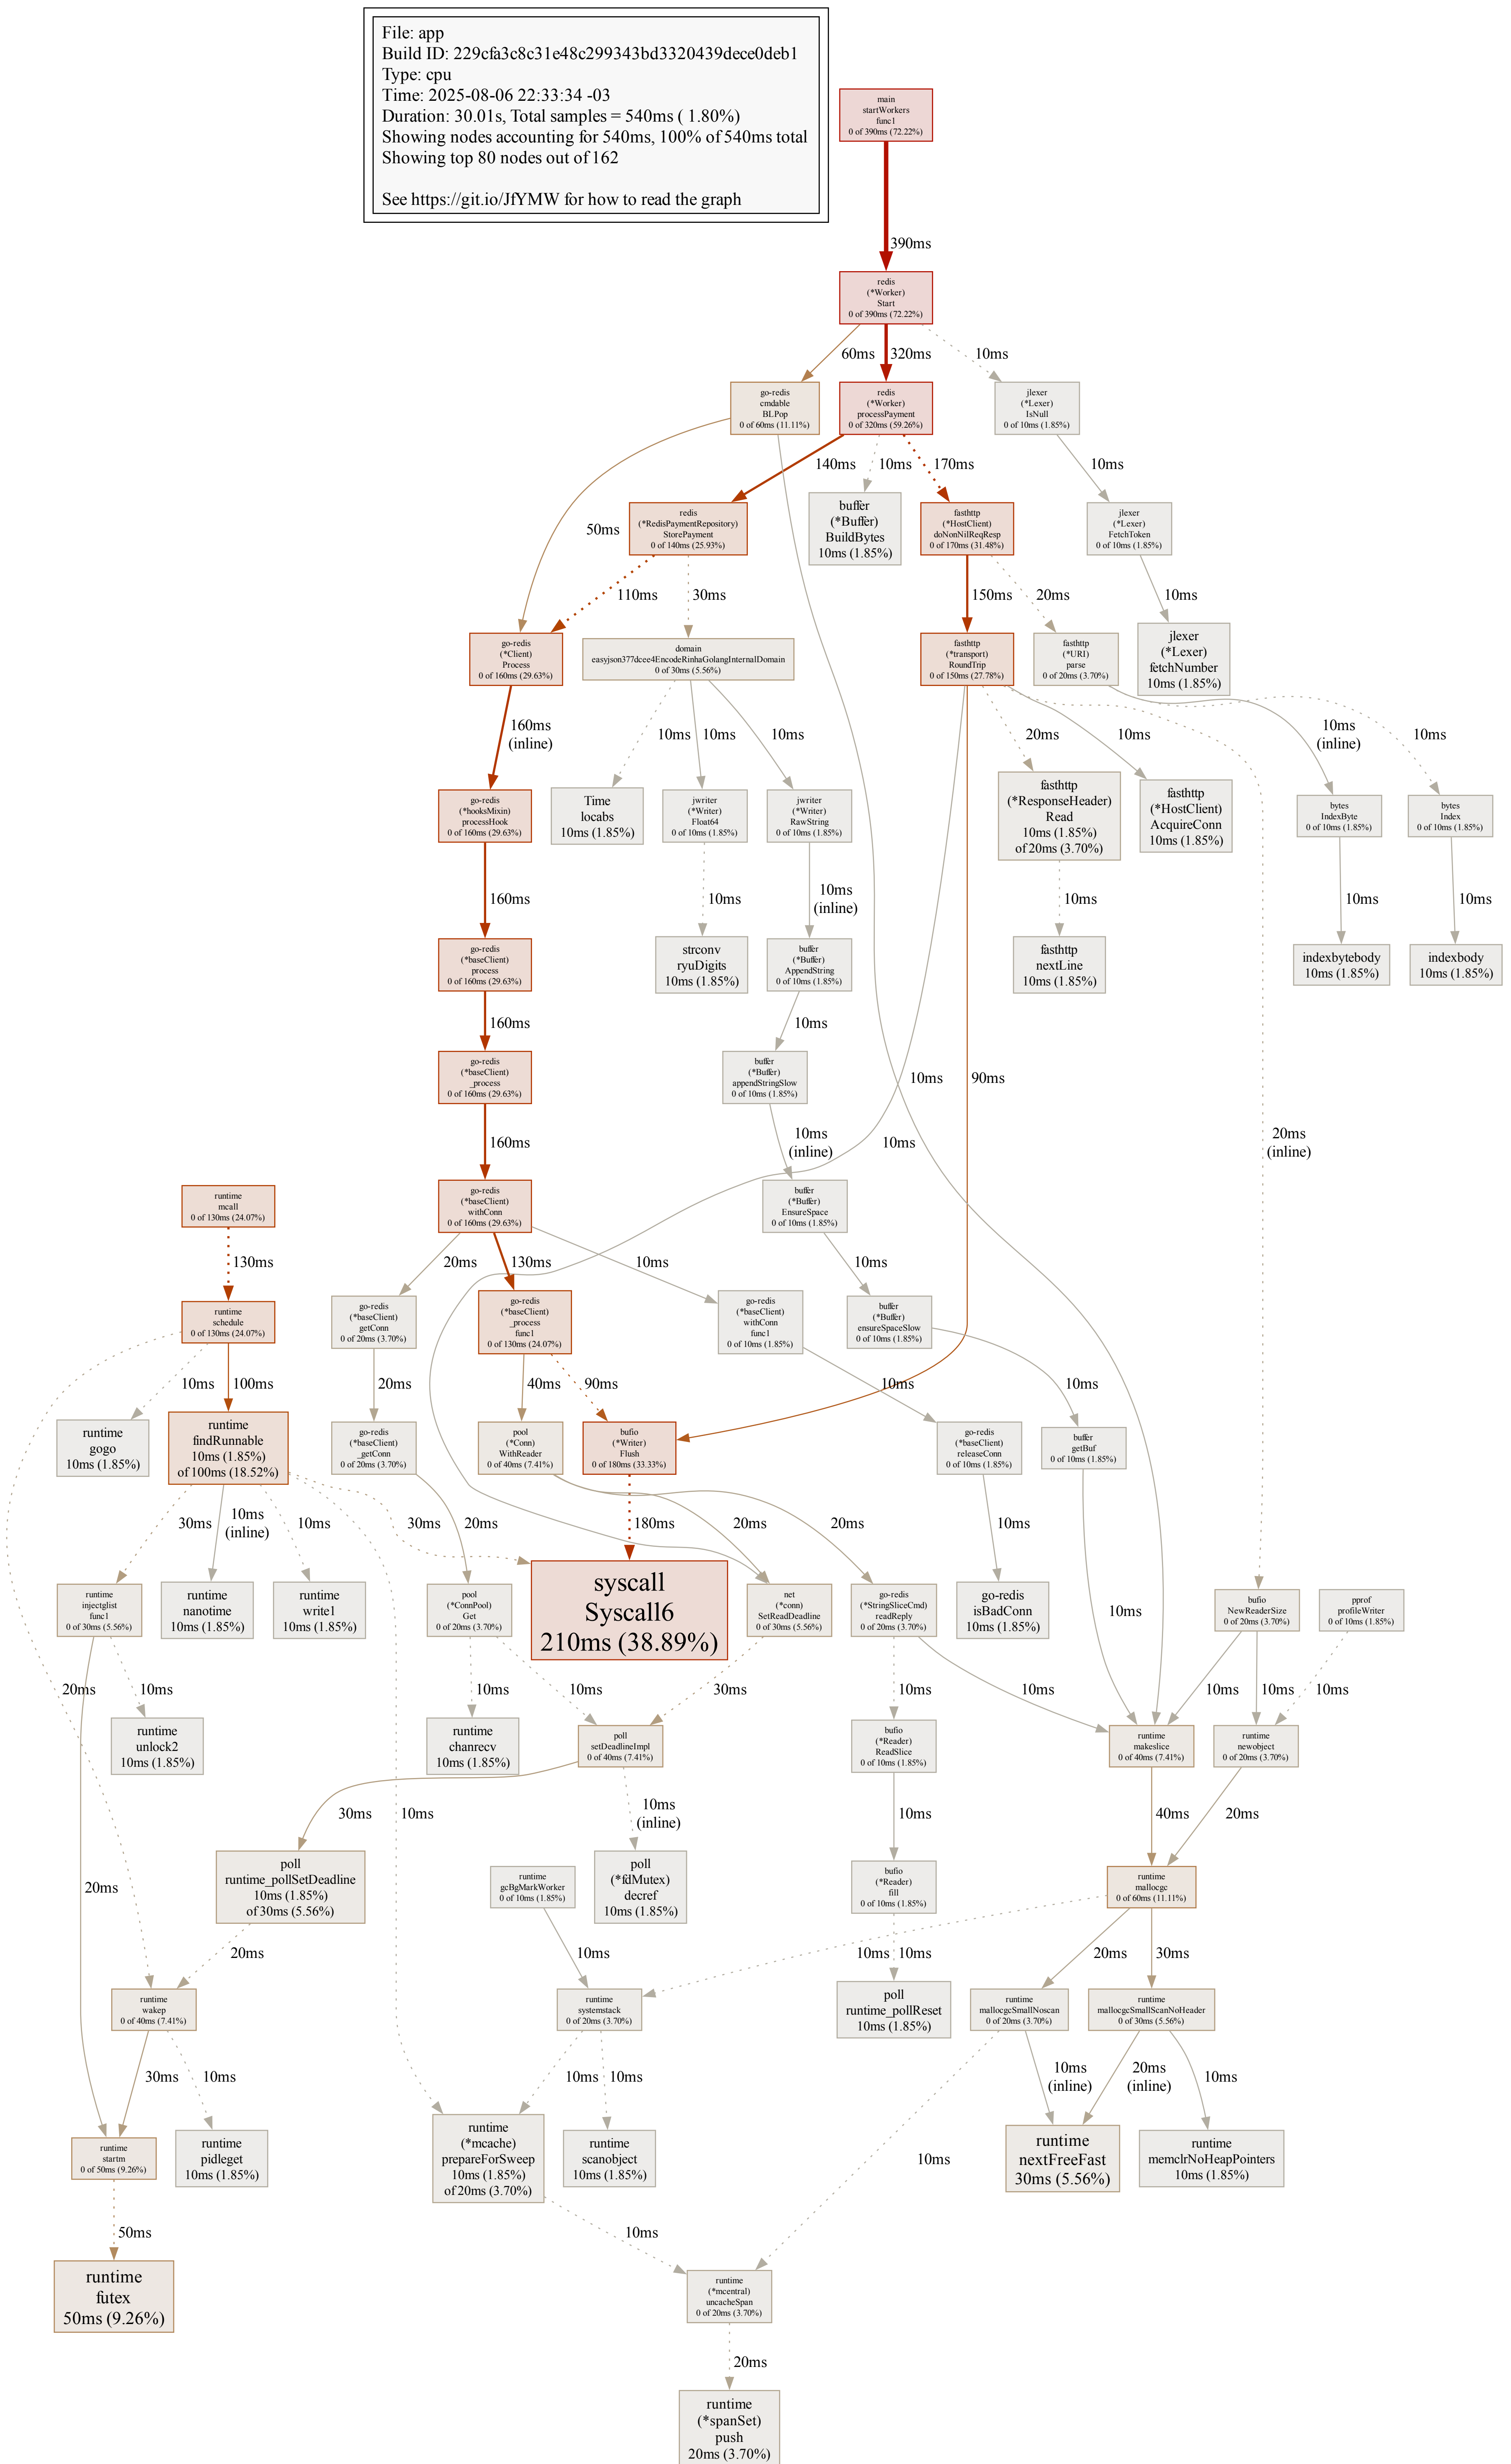 File: app
Build ID: 229cfa3c8c31e48c299343bd3320439dece0deb1
Type: cpu
Time: 2025-08-06 22:33:34 -03
Duration: 30.01s, Total samples = 540ms ( 1.80%)
Showing nodes accounting for 540ms, 100% of 540ms total
Showing top 80 nodes out of 162
See https://git.io/JfYMW for how to read the graph
main
startWorkers
func1
0 of 390ms (72.22%)
390ms
redis
(*Worker)
Start
0 of 390ms (72.22%)
60ms
320ms
10ms
go-redis
cmdable
BLPop
0 of 60ms (11.11%)
redis
(*Worker)
processPayment
0 of 320ms (59.26%)
jlexer
(*Lexer)
IsNull
0 of 10ms (1.85%)
140ms
10ms
170ms
10ms
50ms
redis
(*RedisPaymentRepository)
StorePayment
0 of 140ms (25.93%)
buffer
(*Buffer)
BuildBytes
10ms (1.85%)
fasthttp
(*HostClient)
doNonNilReqResp
0 of 170ms (31.48%)
jlexer
(*Lexer)
FetchToken
0 of 10ms (1.85%)
110ms
30ms
150ms
20ms
10ms
go-redis
(*Client)
Process
0 of 160ms (29.63%)
domain
easyjson377dcee4EncodeRinhaGolangInternalDomain
0 of 30ms (5.56%)
fasthttp
(*transport)
RoundTrip
0 of 150ms (27.78%)
fasthttp
(*URI)
parse
0 of 20ms (3.70%)
jlexer
(*Lexer)
fetchNumber
10ms (1.85%)
160ms
(inline)
10ms
10ms
10ms
20ms
10ms
10ms
(inline)
10ms
go-redis
(*hooksMixin)
processHook
0 of 160ms (29.63%)
Time
locabs
10ms (1.85%)
jwriter
(*Writer)
Float64
0 of 10ms (1.85%)
jwriter
(*Writer)
RawString
0 of 10ms (1.85%)
fasthttp
(*ResponseHeader)
Read
10ms (1.85%)
of 20ms (3.70%)
fasthttp
(*HostClient)
AcquireConn
10ms (1.85%)
bytes
IndexByte
0 of 10ms (1.85%)
bytes
Index
0 of 10ms (1.85%)
160ms
10ms
10ms
(inline)
10ms
10ms
10ms
go-redis
(*baseClient)
process
0 of 160ms (29.63%)
strconv
ryuDigits
10ms (1.85%)
buffer
(*Buffer)
AppendString
0 of 10ms (1.85%)
fasthttp
nextLine
10ms (1.85%)
indexbytebody
10ms (1.85%)
indexbody
10ms (1.85%)
160ms
10ms
go-redis
(*baseClient)
_process
0 of 160ms (29.63%)
buffer
(*Buffer)
appendStringSlow
0 of 10ms (1.85%)
10ms
90ms
160ms
10ms
(inline)
10ms
20ms
(inline)
runtime
mcall
0 of 130ms (24.07%)
go-redis
(*baseClient)
withConn
0 of 160ms (29.63%)
buffer
(*Buffer)
EnsureSpace
0 of 10ms (1.85%)
130ms
20ms
130ms
10ms
10ms
runtime
schedule
0 of 130ms (24.07%)
go-redis
(*baseClient)
getConn
0 of 20ms (3.70%)
go-redis
(*baseClient)
_process
func1
0 of 130ms (24.07%)
go-redis
(*baseClient)
withConn
func1
0 of 10ms (1.85%)
buffer
(*Buffer)
ensureSpaceSlow
0 of 10ms (1.85%)
10ms
100ms
20ms
40ms
90ms
10ms
10ms
runtime
gogo
10ms (1.85%)
runtime
findRunnable
10ms (1.85%)
of 100ms (18.52%)
go-redis
(*baseClient)
_getConn
0 of 20ms (3.70%)
pool
(*Conn)
WithReader
0 of 40ms (7.41%)
bufio
(*Writer)
Flush
0 of 180ms (33.33%)
go-redis
(*baseClient)
releaseConn
0 of 10ms (1.85%)
buffer
getBuf
0 of 10ms (1.85%)
30ms
10ms
(inline)
10ms
30ms
20ms
180ms
20ms
20ms
10ms
runtime
injectglist
func1
0 of 30ms (5.56%)
runtime
nanotime
10ms (1.85%)
runtime
write1
10ms (1.85%)
pool
(*ConnPool)
Get
0 of 20ms (3.70%)
syscall
Syscall6
210ms (38.89%)
net
(*conn)
SetReadDeadline
0 of 30ms (5.56%)
go-redis
(*StringSliceCmd)
readReply
0 of 20ms (3.70%)
go-redis
isBadConn
10ms (1.85%)
10ms
bufio
NewReaderSize
0 of 20ms (3.70%)
pprof
profileWriter
0 of 10ms (1.85%)
20ms
10ms
10ms
10ms
30ms
10ms
10ms
10ms
10ms
10ms
runtime
unlock2
10ms (1.85%)
runtime
chanrecv
10ms (1.85%)
poll
setDeadlineImpl
0 of 40ms (7.41%)
bufio
(*Reader)
ReadSlice
0 of 10ms (1.85%)
runtime
makeslice
0 of 40ms (7.41%)
runtime
newobject
0 of 20ms (3.70%)
30ms
10ms
10ms
(inline)
10ms
40ms
20ms
20ms
poll
runtime_pollSetDeadline
10ms (1.85%)
of 30ms (5.56%)
runtime
gcBgMarkWorker
0 of 10ms (1.85%)
poll
(*fdMutex)
decref
10ms (1.85%)
bufio
(*Reader)
fill
0 of 10ms (1.85%)
runtime
mallocgc
0 of 60ms (11.11%)
20ms
10ms
10ms
10ms
20ms
30ms
runtime
wakep
0 of 40ms (7.41%)
runtime
systemstack
0 of 20ms (3.70%)
poll
runtime_pollReset
10ms (1.85%)
runtime
mallocgcSmallNoscan
0 of 20ms (3.70%)
runtime
mallocgcSmallScanNoHeader
0 of 30ms (5.56%)
30ms
10ms
10ms
10ms
10ms
(inline)
20ms
(inline)
10ms
runtime
startm
0 of 50ms (9.26%)
runtime
pidleget
10ms (1.85%)
runtime
(*mcache)
prepareForSweep
10ms (1.85%)
of 20ms (3.70%)
runtime
scanobject
10ms (1.85%)
10ms
runtime
nextFreeFast
30ms (5.56%)
runtime
memclrNoHeapPointers
10ms (1.85%)
50ms
10ms
runtime
futex
50ms (9.26%)
runtime
(*mcentral)
uncacheSpan
0 of 20ms (3.70%)
20ms
runtime
(*spanSet)
push
20ms (3.70%)